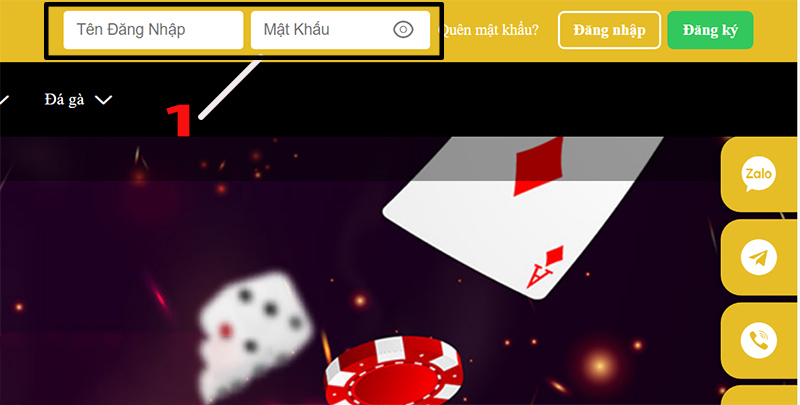 Tên Đăng Nhập
Mật Khẩu
Quên mật khẩu?
Đăng nhập
Đăng ký
Đá gà
1
Zalo
A